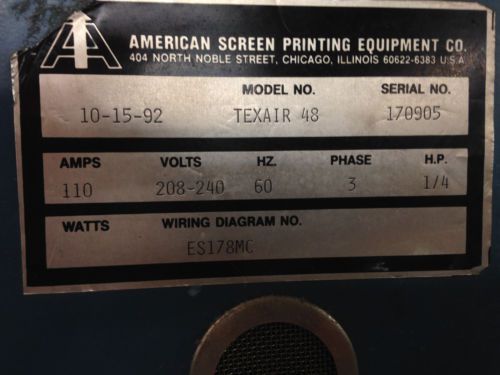 AMERICAN SCREEN PRINTING EQUIPMENT CO.
404 NORTH NOBLE STREET, CHICAGO, ILLINOIS 60622-6383 U.S.A
MODEL NO. SERIAL NO.
10-15-92 TEXAIR 48 170905
AMPS VOLTS HZ. PHASE H.P.
110 208-240 60 3 1/4
WATTS WIRING DIAGRAM NO.
ES178MC